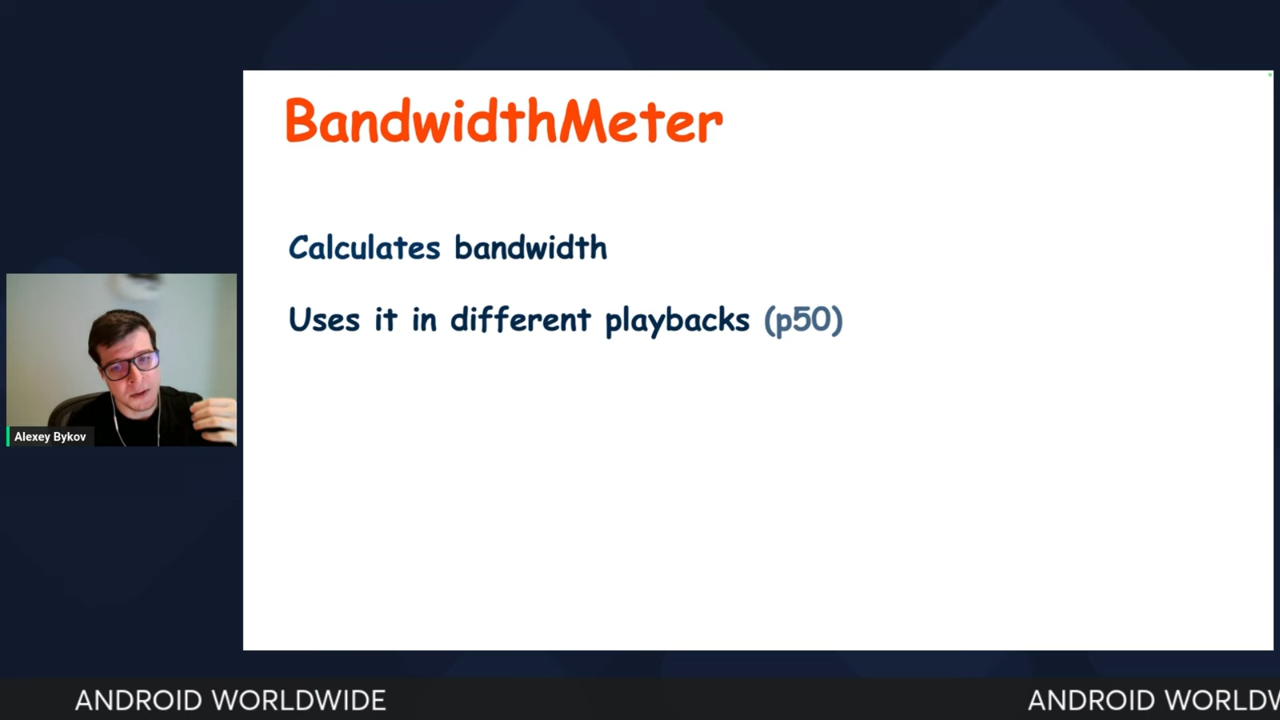 BandwidthMeter
Calculates bandwidth
Uses it in different playbacks (p50)
Alexey Bykov
ANDROID WORLDWIDE
ANDROID WORLDW